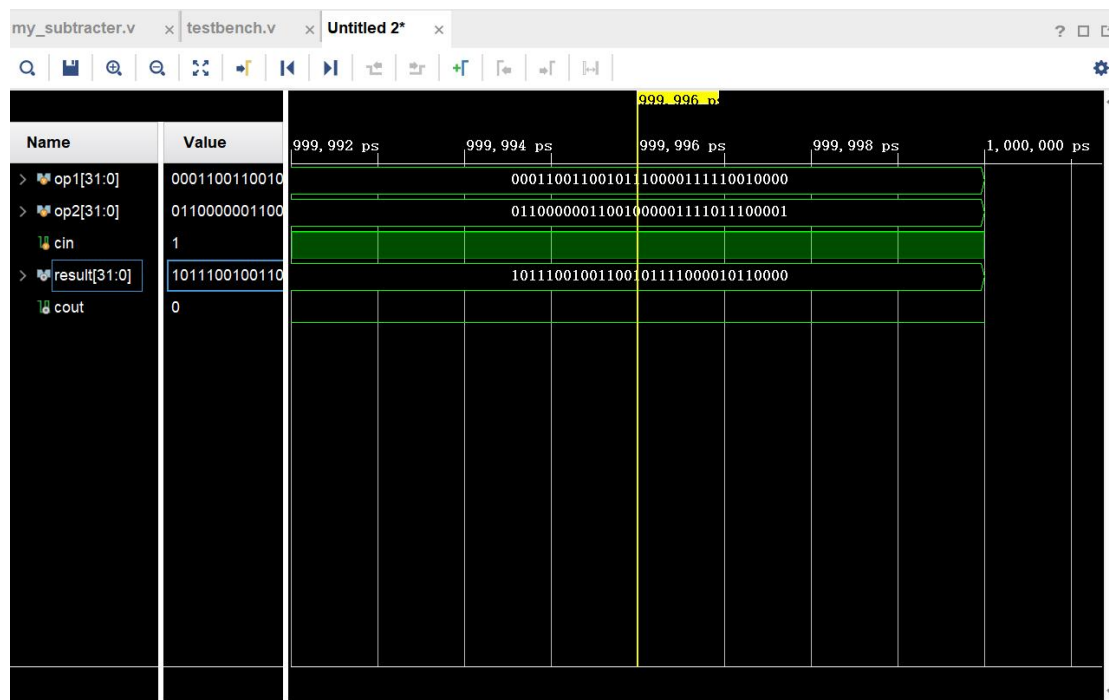 my_subtracter.v × testbench.v × Untitled 2* × ?
999,996 ps
Name Value 999,992 ps 999,994 ps 999,996 ps 999,998 ps 1,000,000 ps
op1[31:0] 0001100110010 00011001100101110000111110010000
op2[31:0] 0110000001100 01100000011001000001111011100001
cin 1
result[31:0] 1011100100110 10111001001100101111000010110000
cout 0